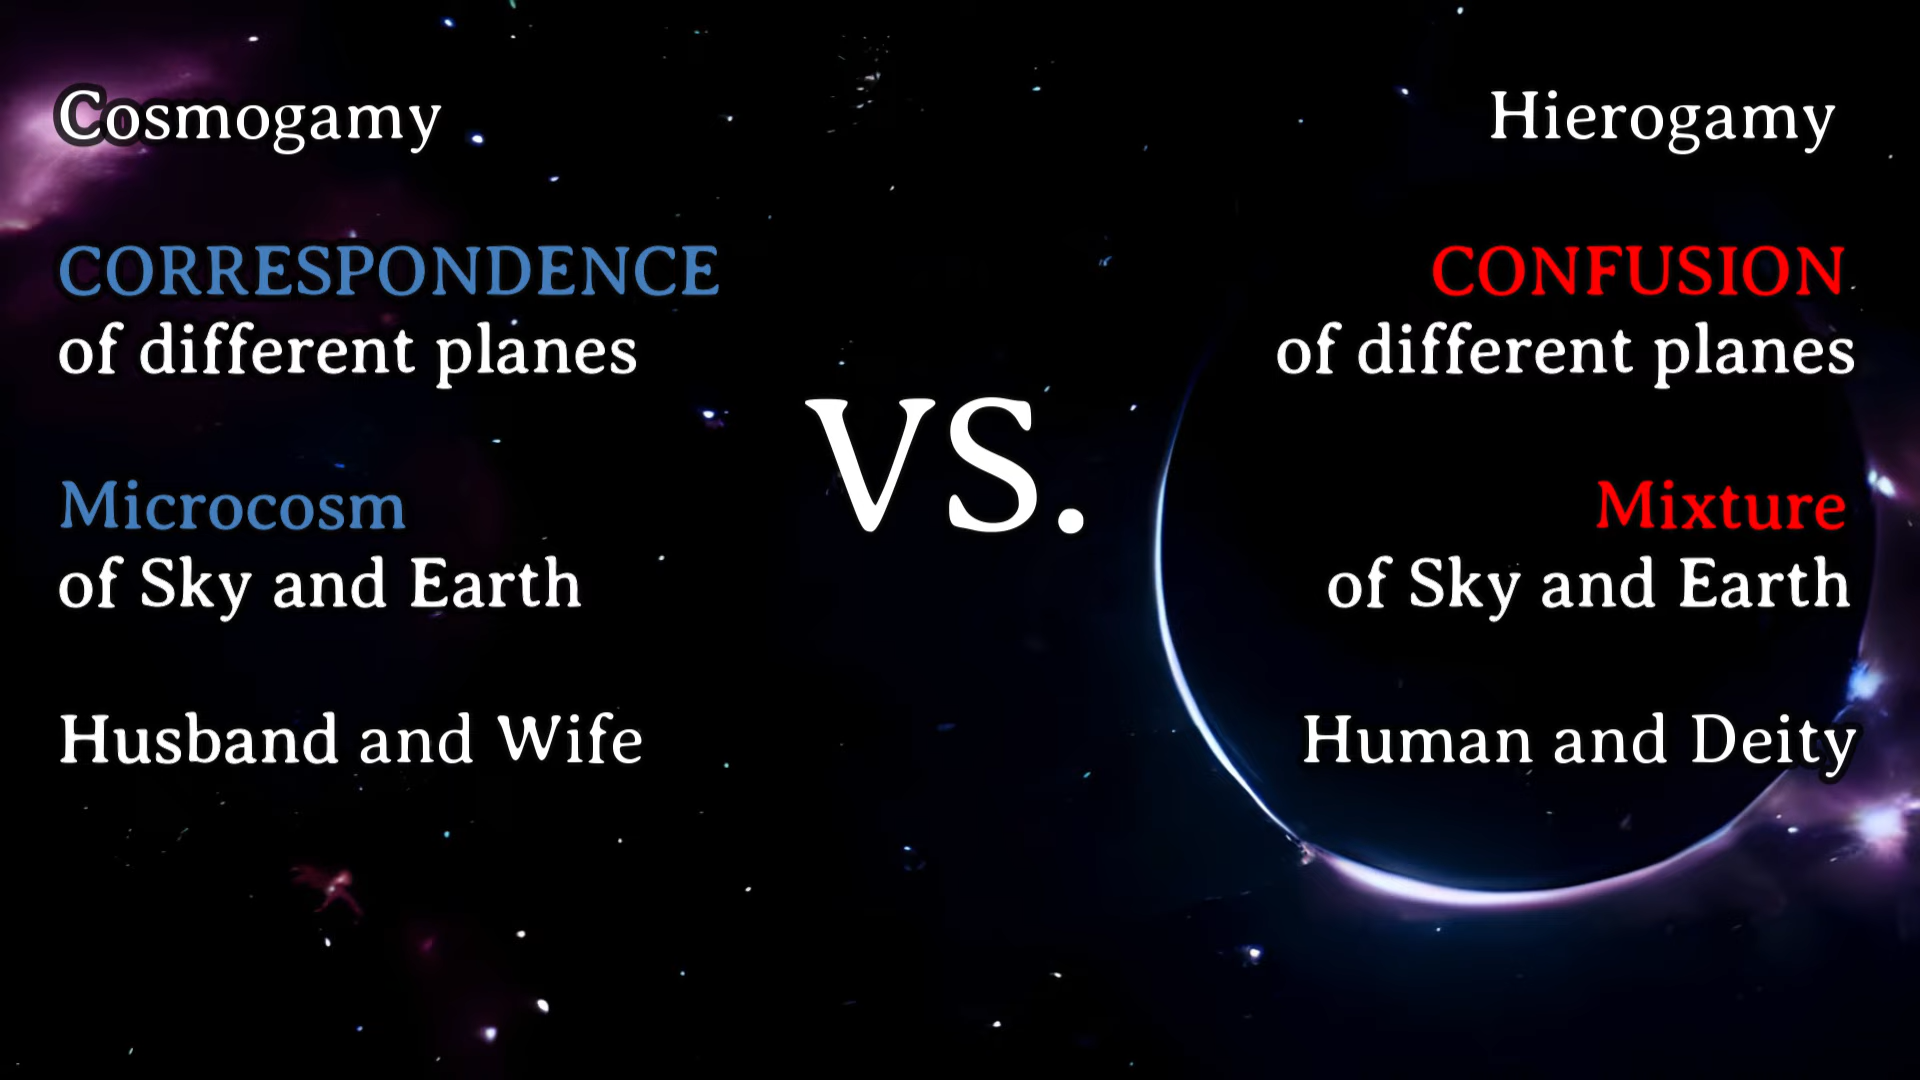 Cosmogamy
CORRESPONDENCE
of different planes
Microcosm
of Sky and Earth
Husband and Wife
VS.
Hierogamy
CONFUSION
of different planes
Mixture
of Sky and Earth
Human and Deity